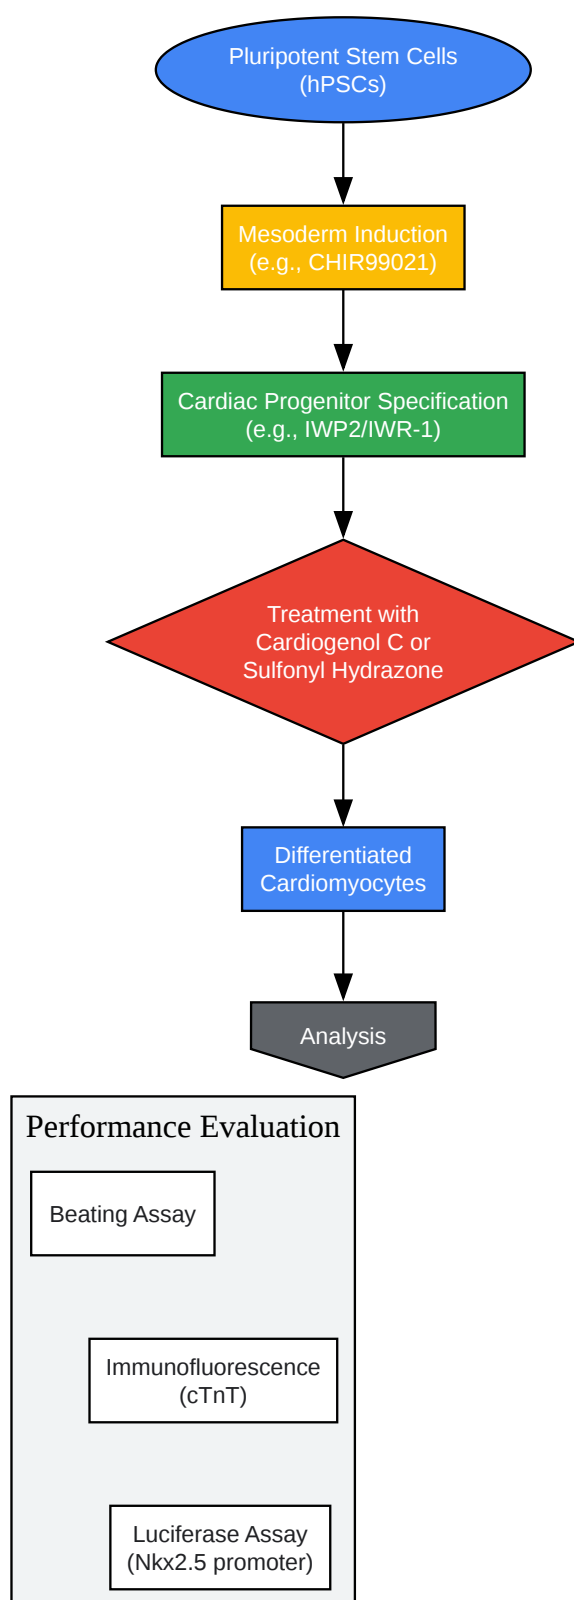 Pluripotent Stem Cells
(hPSCs)
Mesoderm Induction
(e.g., CHIR99021)
Cardiac Progenitor Specification
(e.g., IWP2/IWR-1)
Treatment with
Cardiogenol C or
Sulfonyl Hydrazone
Differentiated
Cardiomyocytes
Analysis
Performance Evaluation
Beating Assay
Immunofluorescence
(cTnT)
Luciferase Assay
(Nkx2.5 promoter)